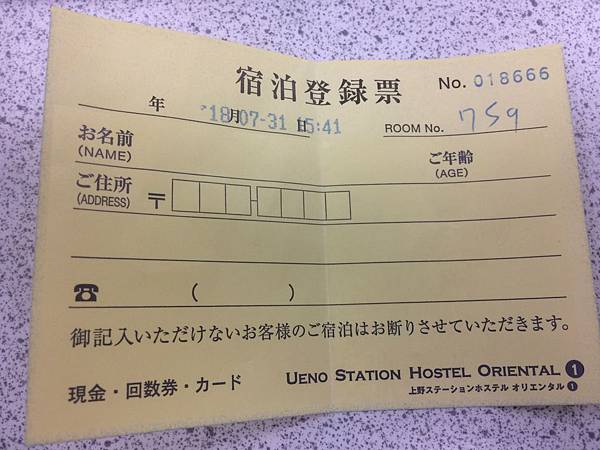 宿泊登録票
No. 018666
年 月 日
'18.07-31 15:41
ROOM No. 759
お名前
(NAME)
ご年齢
(AGE)
ご住所
(ADDRESS)
〒
☎ ( )
御記入いただけないお客様のご宿泊はお断りさせていただきます。
現金・回数券・カード
UENO STATION HOSTEL ORIENTAL 1
上野ステーションホステル オリエンタル 1